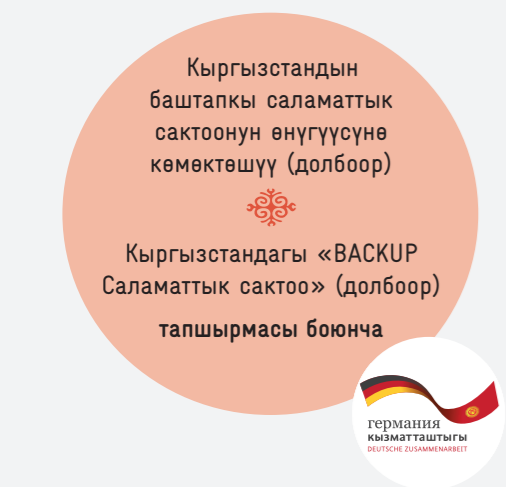 Кыргызстандын
баштапкы саламаттык
сактоонун өнүгүүсүнө
көмөктөшүү (долбоор)
Кыргызстандагы «BACKUP
Саламаттык сактоо» (долбоор)
тапшырмасы боюнча
германия
кызматташтыгы
DEUTSCHE ZUSAMMENARBEIT